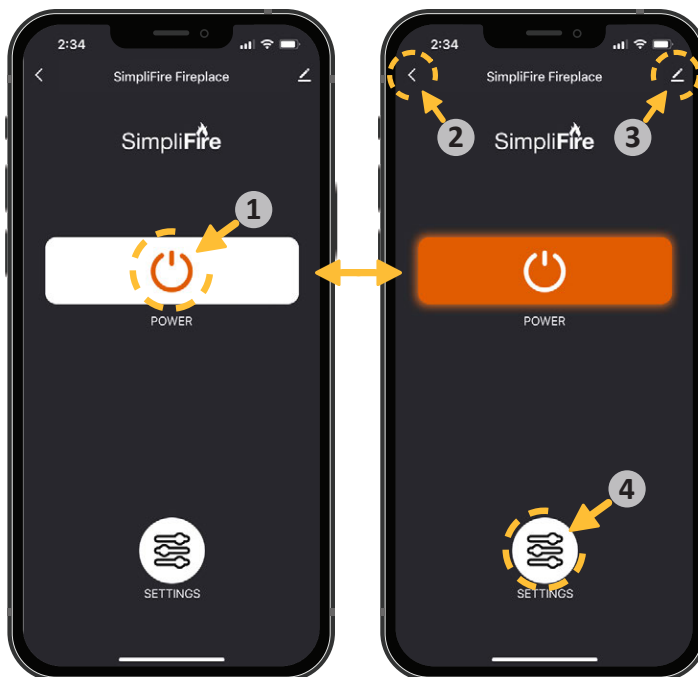 2:34
SimpliFire Fireplace
SimpliFire
1
POWER
SETTINGS
2:34
SimpliFire Fireplace
2
3
SimpliFire
POWER
4
SETTINGS